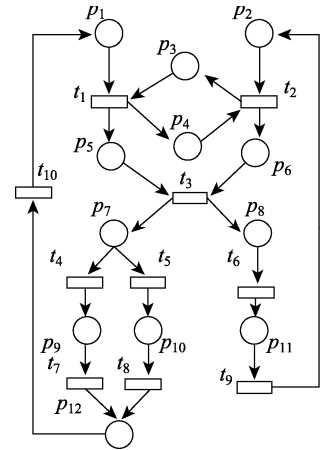 p1 p2
p3
t1 t2
p4
p5 p6
t10 t3
p7 p8
t4 t5 t6
p9 p10 p11
t7 t8 t9
p12